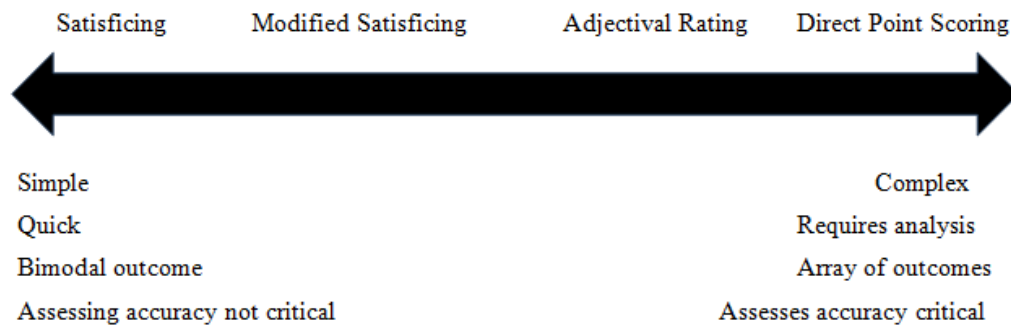 Satisficing Modified Satisficing Adjectival Rating Direct Point Scoring
Simple Complex
Quick Requires analysis
Bimodal outcome Array of outcomes
Assessing accuracy not critical Assesses accuracy critical